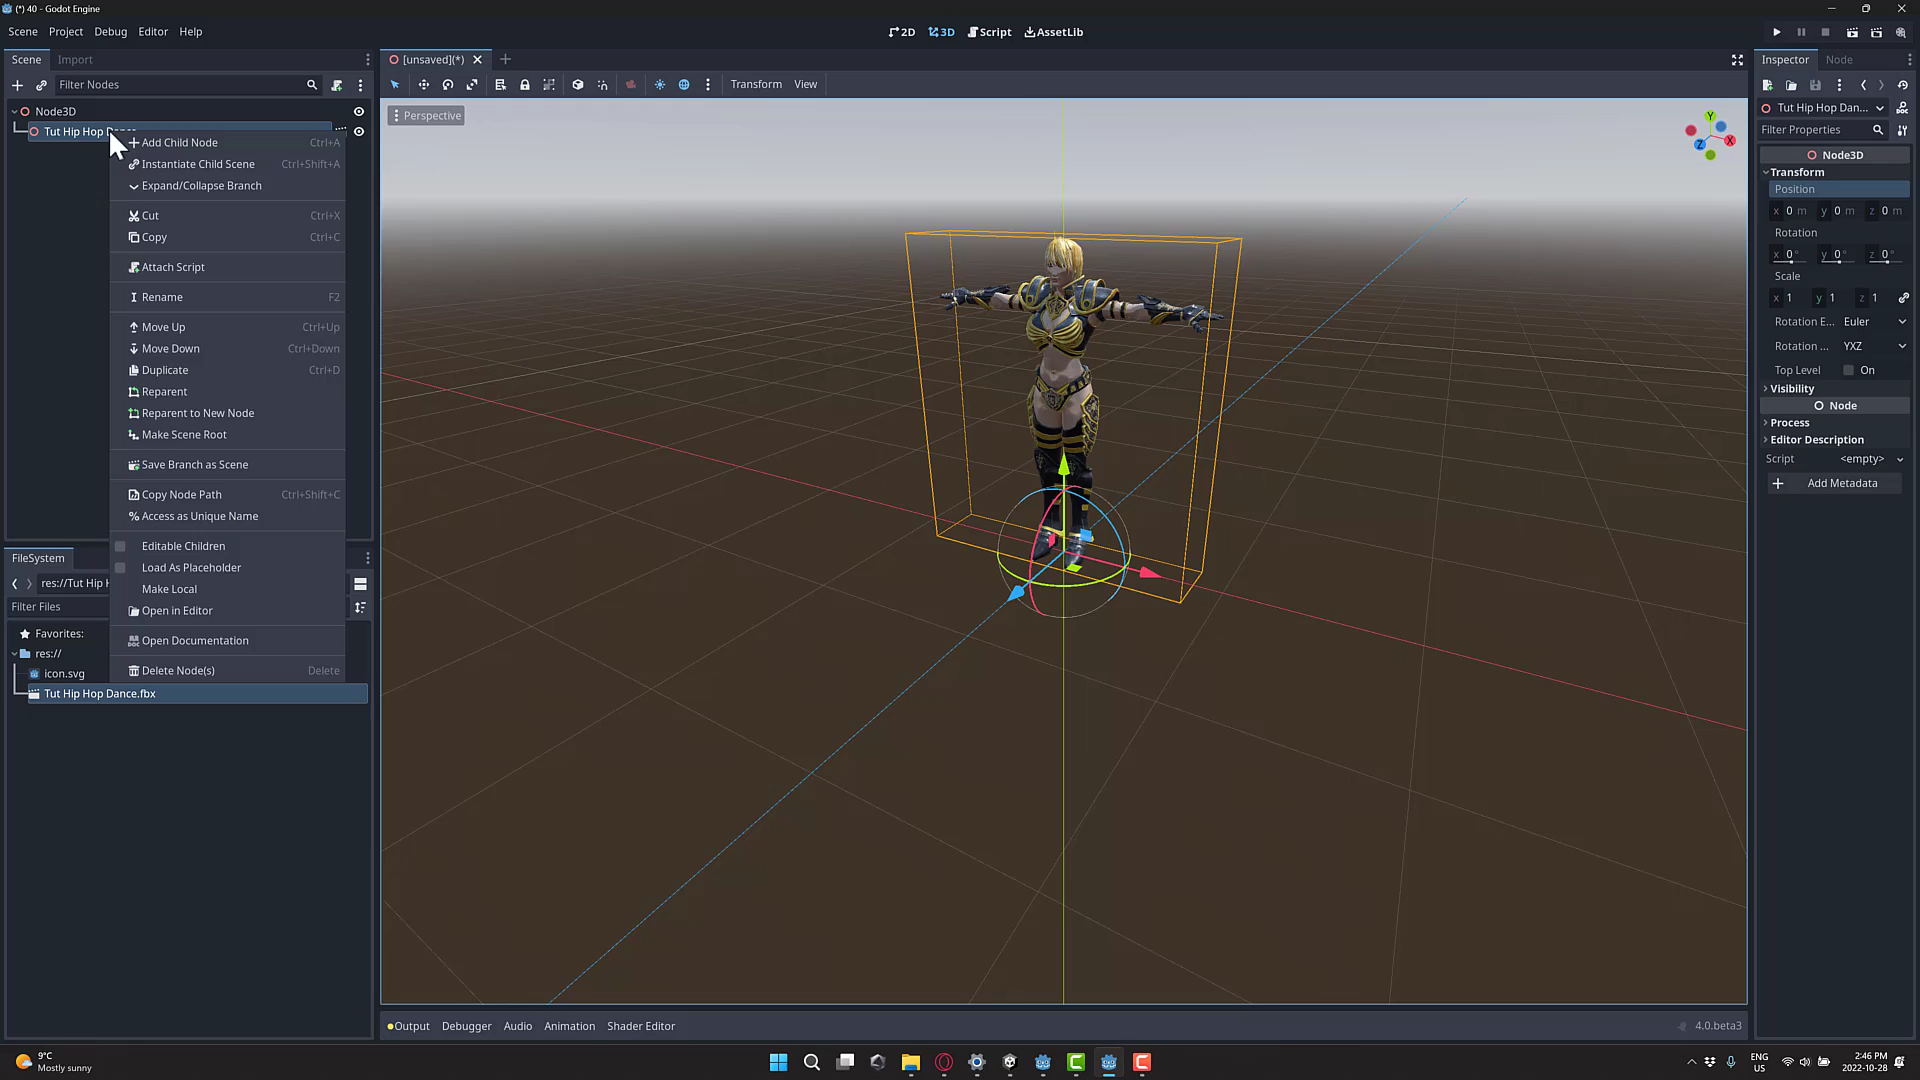 (*) 40 - Godot Engine
Scene Project Debug Editor Help
2D 3D Script AssetLib
Scene Import
[unsaved](*)
Inspector Node
Filter Nodes
Transform View
Node3D
Tut Hip Hop
Perspective
Tut Hip Hop Dan...
Filter Properties
Add Child Node Ctrl+A
Instantiate Child Scene Ctrl+Shift+A
Expand/Collapse Branch
Cut Ctrl+X
Copy Ctrl+C
Attach Script
Rename F2
Move Up Ctrl+Up
Move Down Ctrl+Down
Duplicate Ctrl+D
Reparent
Reparent to New Node
Make Scene Root
Save Branch as Scene
Copy Node Path Ctrl+Shift+C
Access as Unique Name
Editable Children
Load As Placeholder
Make Local
Open in Editor
Open Documentation
Delete Node(s) Delete
Y
X
Z
Node3D
Transform
Position
x 0 m y 0 m z 0 m
Rotation
x 0° y 0° z 0°
Scale
x 1 y 1 z 1
Rotation E... Euler
Rotation ... YXZ
Top Level On
Visibility
Node
Process
Editor Description
Script <empty>
Add Metadata
FileSystem
res://Tut Hip H
Filter Files
Favorites:
res://
icon.svg
Tut Hip Hop Dance.fbx
Output Debugger Audio Animation Shader Editor
4.0.beta3
9°C
Mostly sunny
ENG
US
2:46 PM
2022-10-28